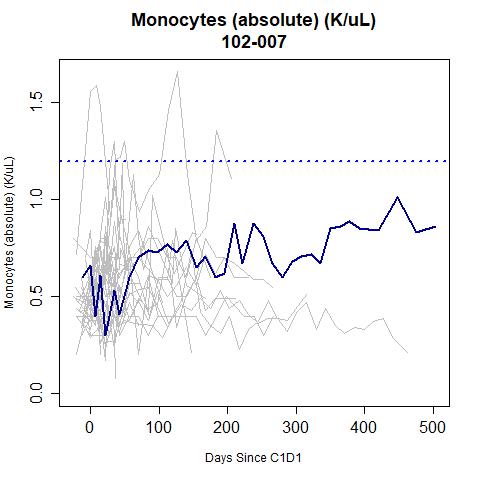 Monocytes (absolute) (K/uL)
102-007
Monocytes (absolute) (K/uL)
1.5
1.0
0.5
0.0
0 100 200 300 400 500
Days Since C1D1